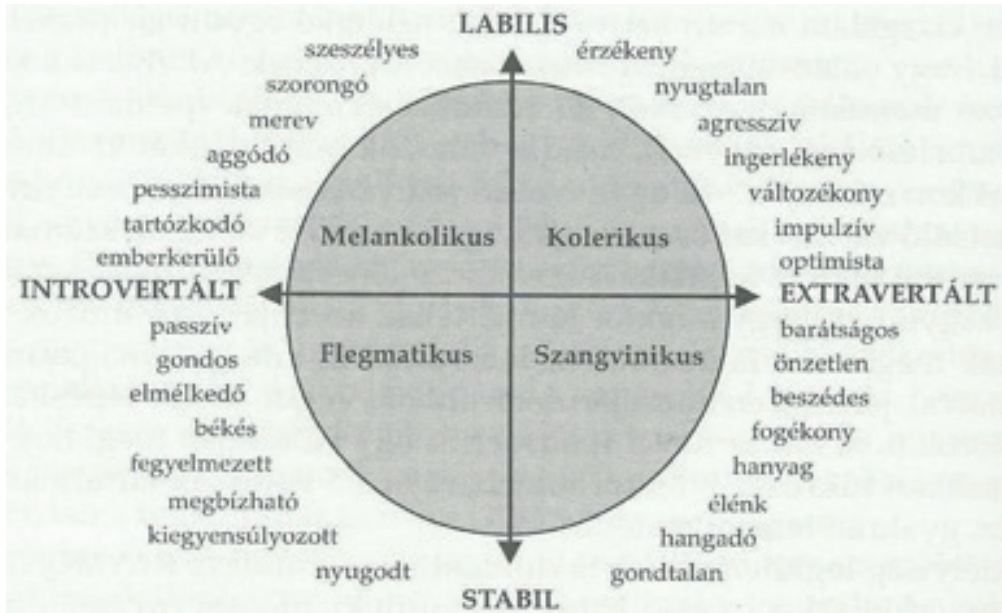 LABILIS
szeszélyes
szorongó
merev
aggódó
pesszimista
tartózkodó
emberkerülő
érzékeny
nyugtalan
agresszív
ingerlékeny
változékony
impulzív
optimista
Melankolikus
Kolerikus
INTROVERTÁLT
EXTRAVERTÁLT
Flegmatikus
Szangvinikus
passzív
gondos
elmélkedő
békés
fegyelmezett
megbízható
kiegyensúlyozott
nyugodt
barátságos
önzetlen
beszédes
fogékony
hanyag
élénk
hangadó
gondtalan
STABIL